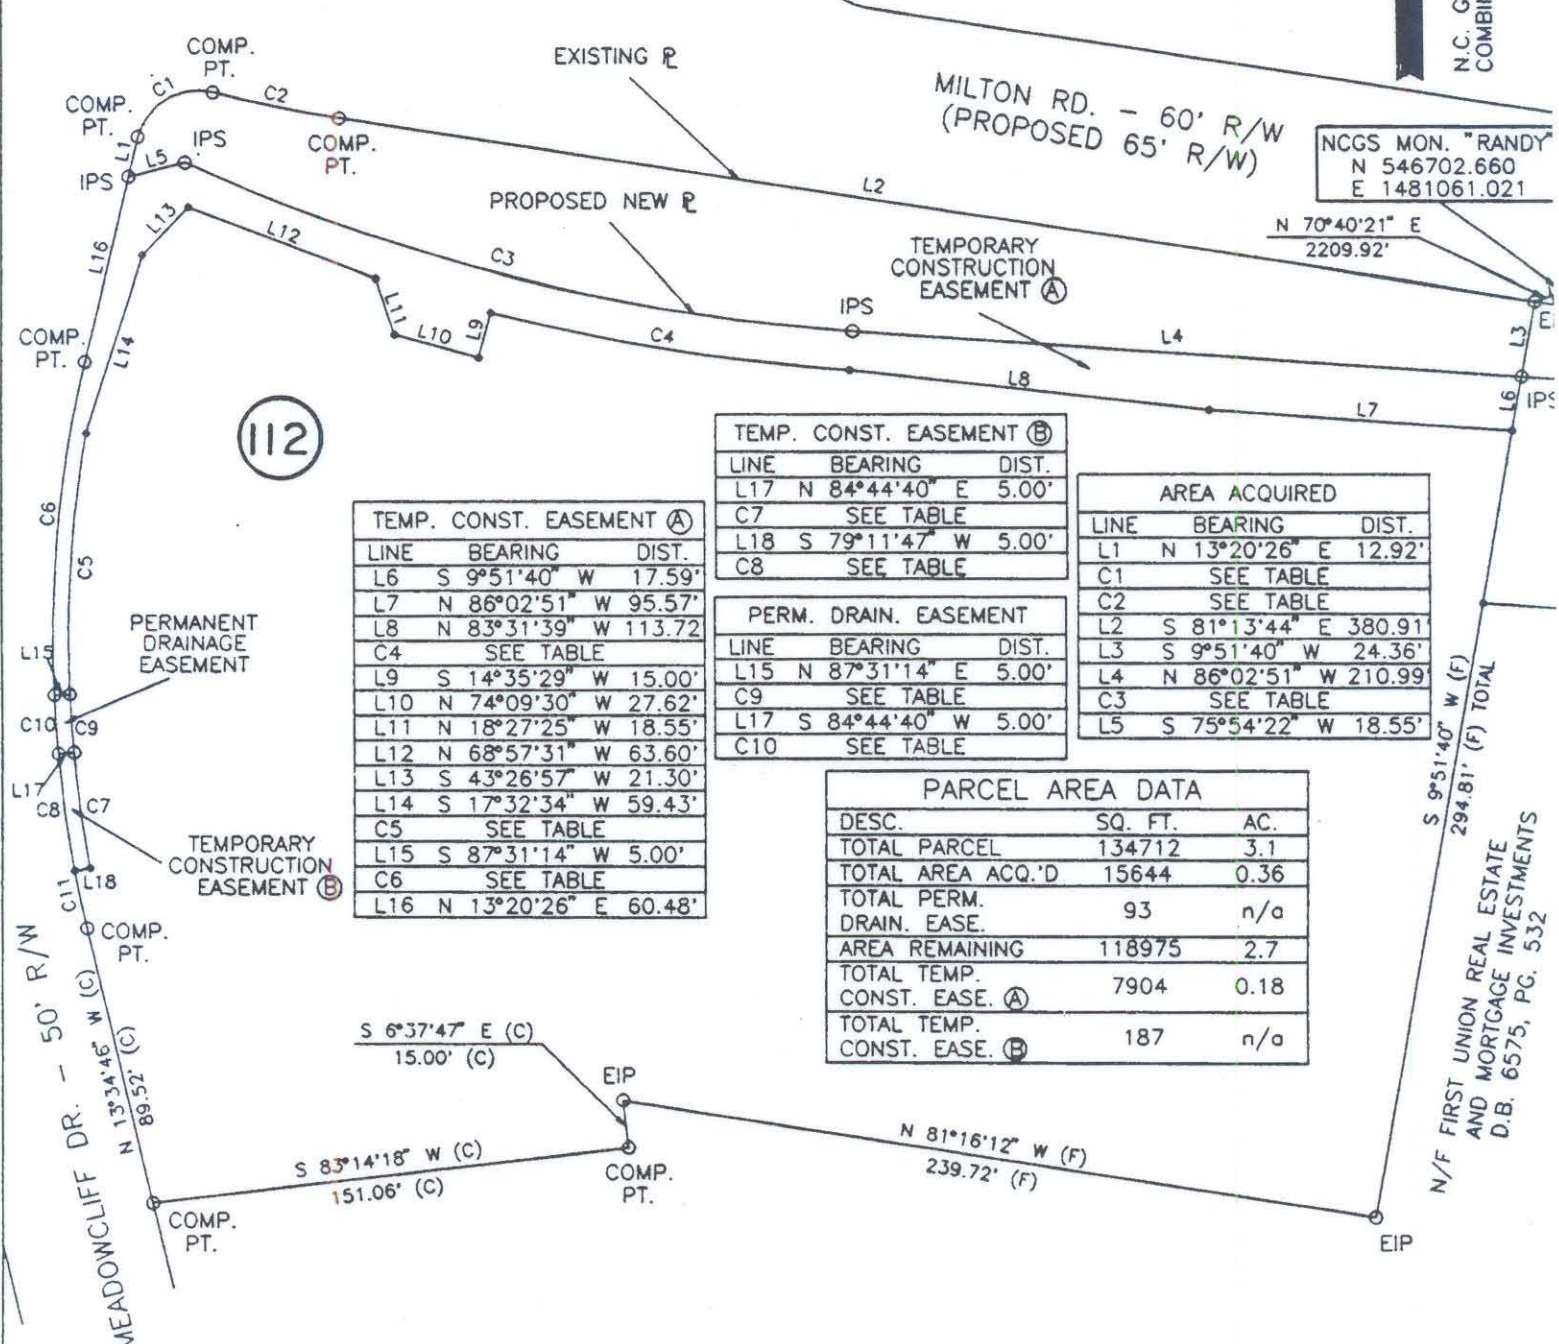 N.C. G
COMBI
COMP.
PT.
C1
C2
EXISTING ℞
COMP.
PT.
COMP.
PT.
L1
L5
IPS
IPS
MILTON RD. - 60' R/W
(PROPOSED 65' R/W)
NCGS MON. "RANDY"
N 546702.660
E 1481061.021
L2
N 70°40'21" E
2209.92'
PROPOSED NEW ℞
L13
L12
L16
C3
TEMPORARY
CONSTRUCTION
EASEMENT Ⓐ
IPS
L11
L10
L9
C4
L4
L3
L14
COMP.
PT.
L8
L7
L6
IPS
112
C6
C5
TEMP. CONST. EASEMENT Ⓑ
LINE BEARING DIST.
L17 N 84°44'40" E 5.00'
C7 SEE TABLE
L18 S 79°11'47" W 5.00'
C8 SEE TABLE
AREA ACQUIRED
LINE BEARING DIST.
L1 N 13°20'26" E 12.92'
C1 SEE TABLE
C2 SEE TABLE
L2 S 81°13'44" E 380.91'
L3 S 9°51'40" W 24.36'
L4 N 86°02'51" W 210.99'
C3 SEE TABLE
L5 S 75°54'22" W 18.55'
TEMP. CONST. EASEMENT Ⓐ
LINE BEARING DIST.
L6 S 9°51'40" W 17.59'
L7 N 86°02'51" W 95.57'
L8 N 83°31'39" W 113.72
C4 SEE TABLE
L9 S 14°35'29" W 15.00'
L10 N 74°09'30" W 27.62'
L11 N 18°27'25" W 18.55'
L12 N 68°57'31" W 63.60'
L13 S 43°26'57" W 21.30'
L14 S 17°32'34" W 59.43'
C5 SEE TABLE
L15 S 87°31'14" W 5.00'
C6 SEE TABLE
L16 N 13°20'26" E 60.48'
PERM. DRAIN. EASEMENT
LINE BEARING DIST.
L15 N 87°31'14" E 5.00'
C9 SEE TABLE
L17 S 84°44'40" W 5.00'
C10 SEE TABLE
PERMANENT
DRAINAGE
EASEMENT
L15
C10
C9
L17
C8
C7
TEMPORARY
CONSTRUCTION
EASEMENT Ⓑ
L18
C11
COMP.
PT.
PARCEL AREA DATA
DESC. SQ. FT. AC.
TOTAL PARCEL 134712 3.1
TOTAL AREA ACQ.'D 15644 0.36
TOTAL PERM.
DRAIN. EASE. 93 n/a
AREA REMAINING 118975 2.7
TOTAL TEMP.
CONST. EASE. Ⓐ 7904 0.18
TOTAL TEMP.
CONST. EASE. Ⓑ 187 n/a
S 9°51'40" W (F)
294.81' (F) TOTAL
N/F FIRST UNION REAL ESTATE
AND MORTGAGE INVESTMENTS
D.B. 6575, PG. 532
MEADOWCLIFF DR. - 50' R/W
N 13°34'46" W (C)
89.52' (C)
S 6°37'47" E (C)
15.00' (C)
EIP
S 83°14'18" W (C)
151.06' (C)
COMP.
PT.
N 81°16'12" W (F)
239.72' (F)
COMP.
PT.
EIP